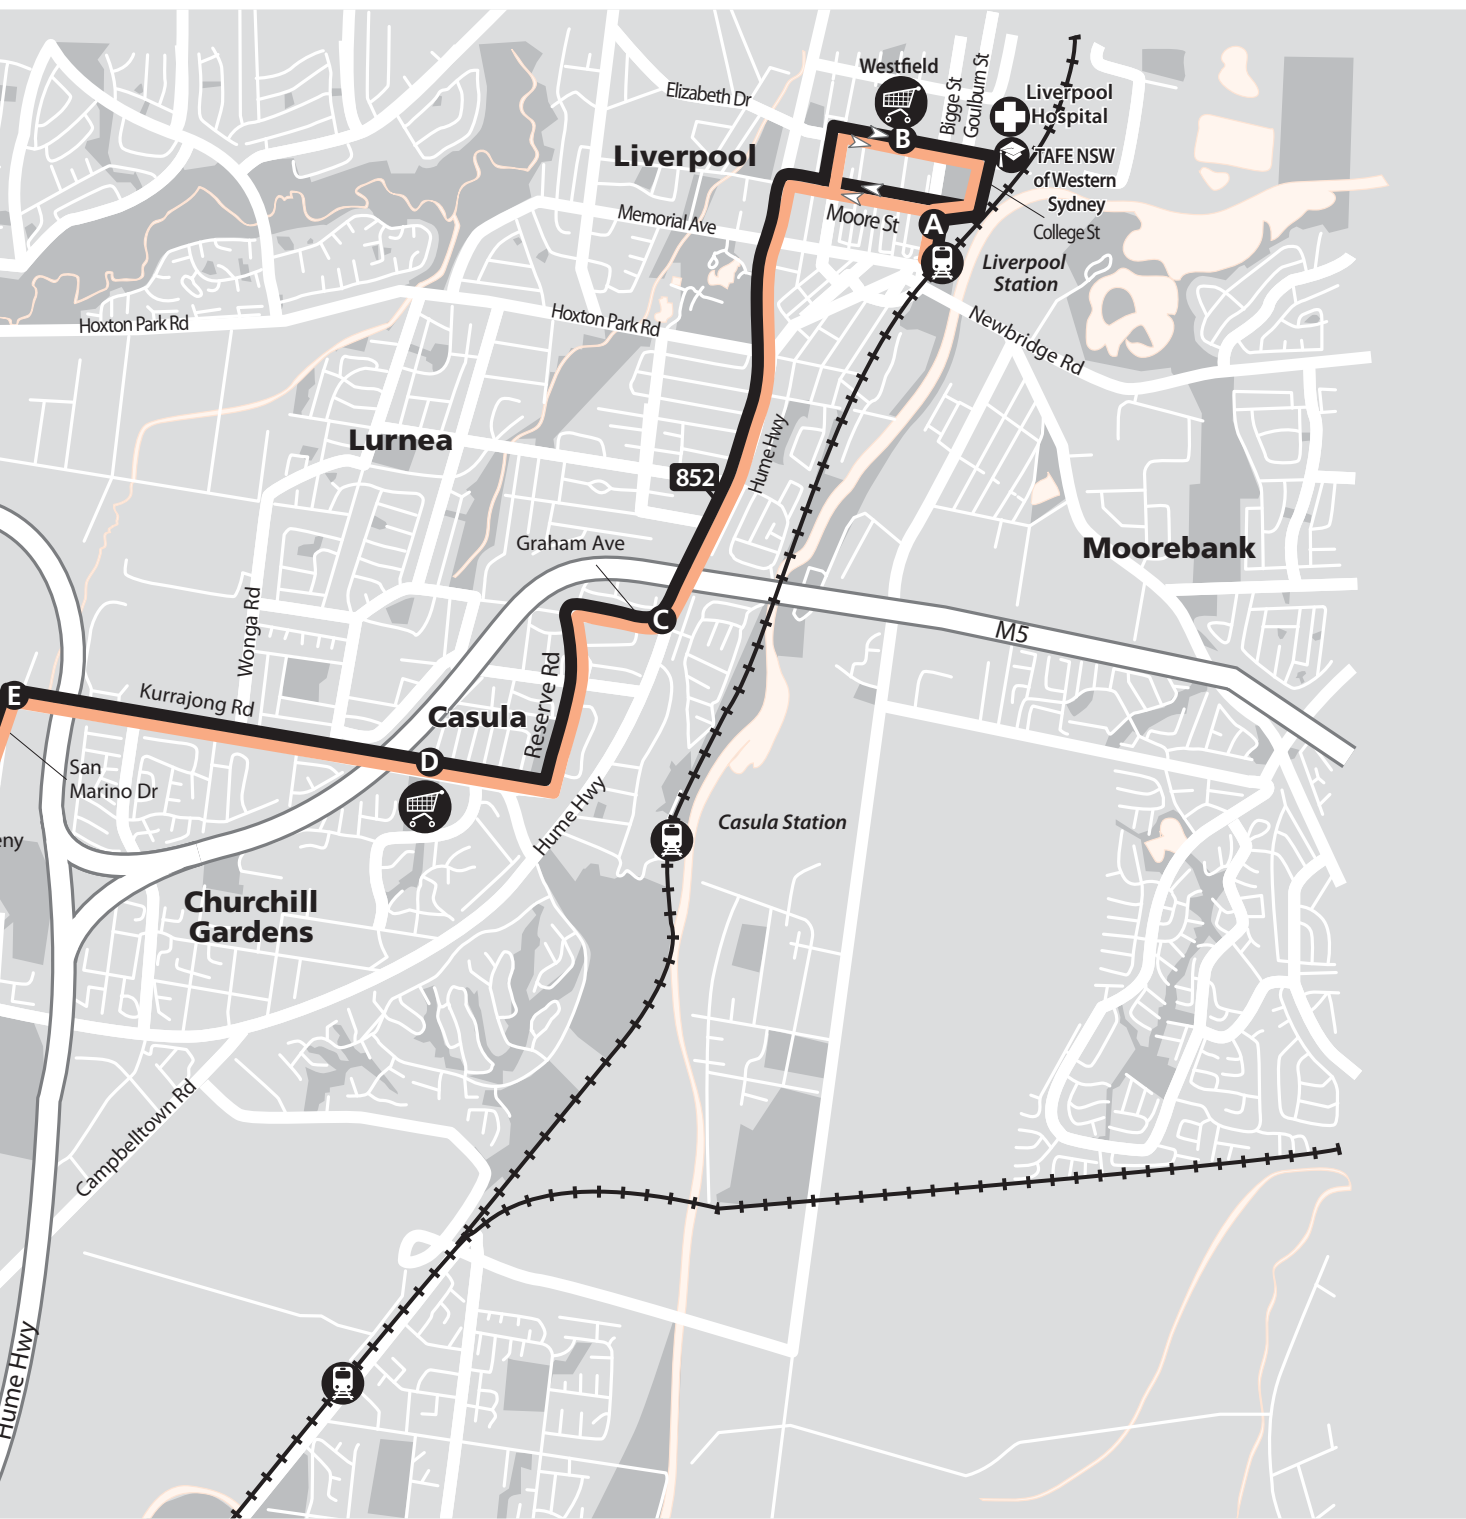 Westfield
Elizabeth Dr
Bigge St
Goulburn St
Liverpool
Hospital
B
Liverpool
TAFE NSW
of Western
Sydney
Memorial Ave
Moore St
A
College St
Liverpool
Station
Hoxton Park Rd
Hoxton Park Rd
Newbridge Rd
Lurnea
Hume Hwy
852
Graham Ave
Moorebank
Wonga Rd
C
M5
E
Kurrajong Rd
Casula
Reserve Rd
D
San
Marino Dr
Hume Hwy
Casula Station
eny
Churchill
Gardens
Campbelltown Rd
Hume Hwy